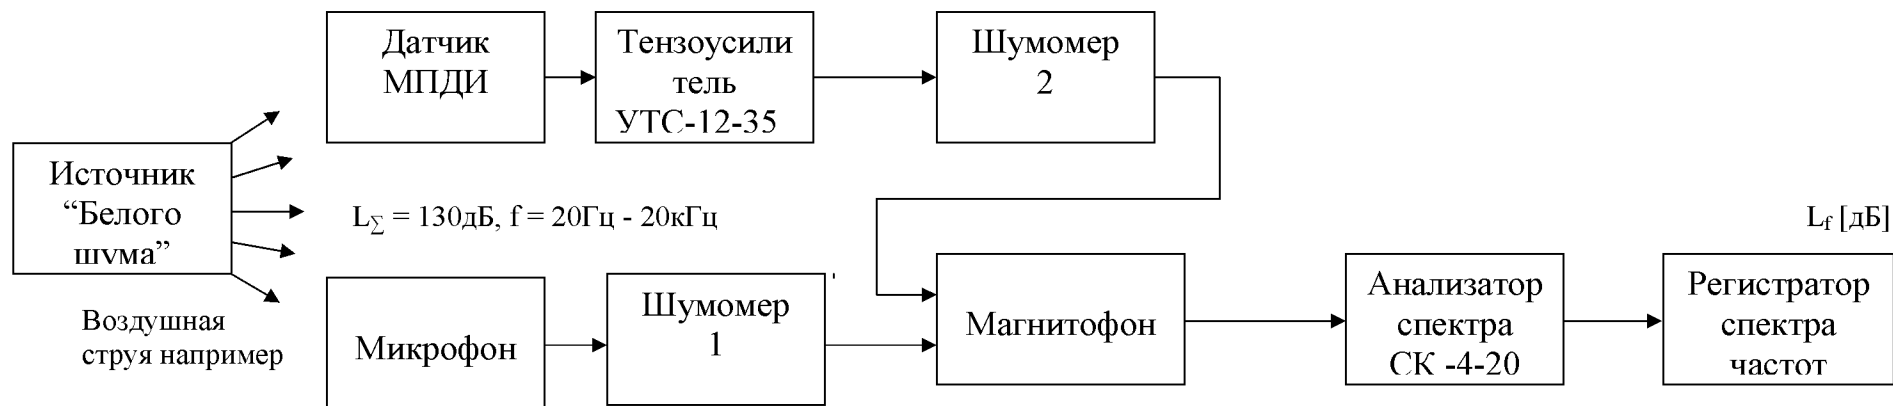 Датчик
МПДИ
Тензоусили
тель
УТС-12-35
Шумомер
2
Источник
“Белого
шума”
L∑ = 130дБ, f = 20Гц - 20кГц
Lf [дБ]
Воздушная
струя например
Микрофон
Шумомер
1
Магнитофон
Анализатор
спектра
СК -4-20
Регистратор
спектра
частот